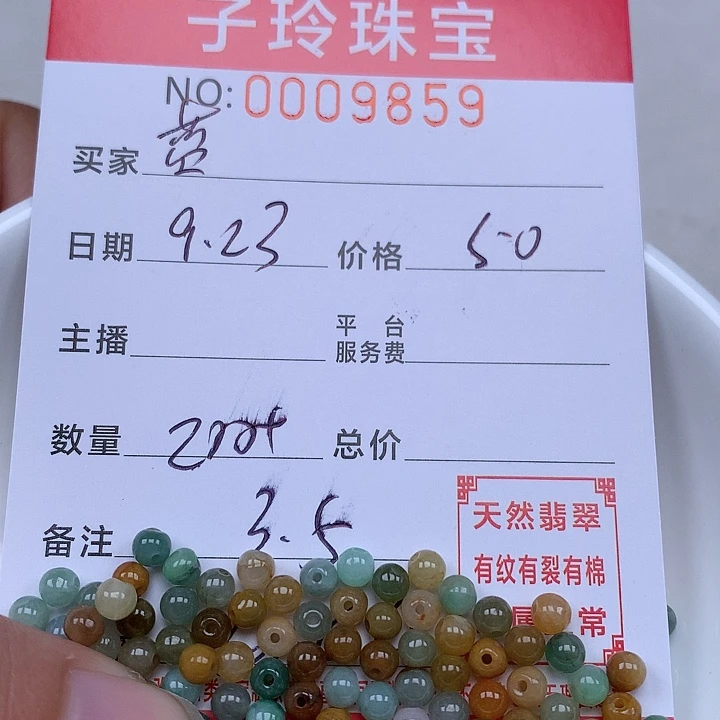 子玲珠宝
NO: 0009859
买家 黄
日期 9.23 价格 50
主播 平台服务费
数量 总价
备注 3.5
天然翡翠
有纹有裂有棉
属 常